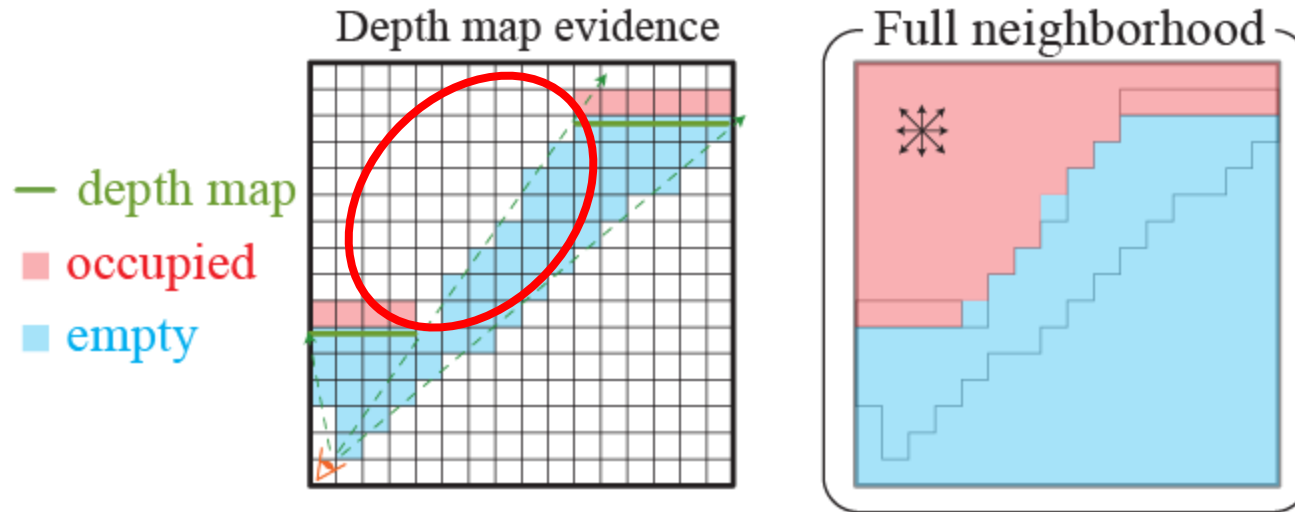 Depth map evidence
Full neighborhood
depth map
occupied
empty